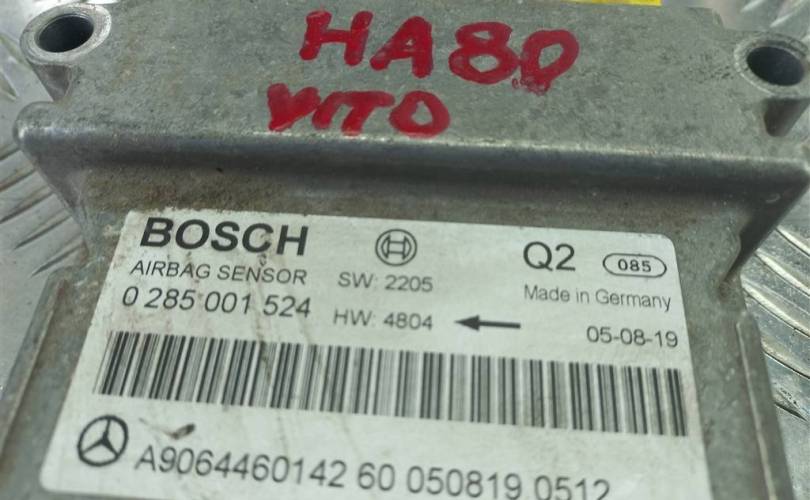 HA80
VITO
BOSCH
Q2 085
AIRBAG SENSOR SW: 2205
Made in Germany
0 285 001 524 HW: 4804
05-08-19
A9064460142 60 050819 0512